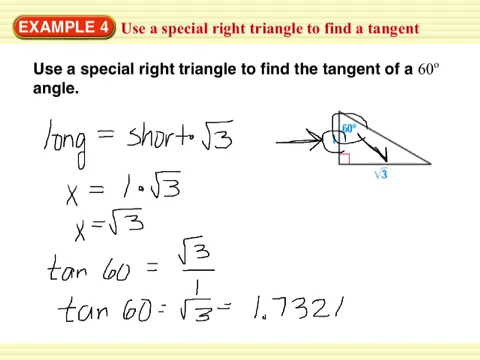 EXAMPLE 4 Use a special right triangle to find a tangent
Use a special right triangle to find the tangent of a 60º
angle.
long = short • √3
x = 1 • √3
x = √3
tan 60 = √3/1
tan 60 = √3 = 1.7321
60º
1
√3